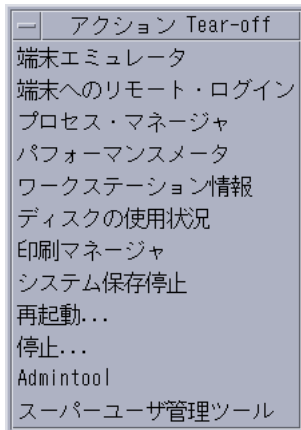 アクション Tear-off
端末エミュレータ
端末へのリモート・ログイン
プロセス・マネージャ
パフォーマンスメータ
ワークステーション情報
ディスクの使用状況
印刷マネージャ
システム保存停止
再起動...
停止...
Admintool
スーパーユーザ管理ツール